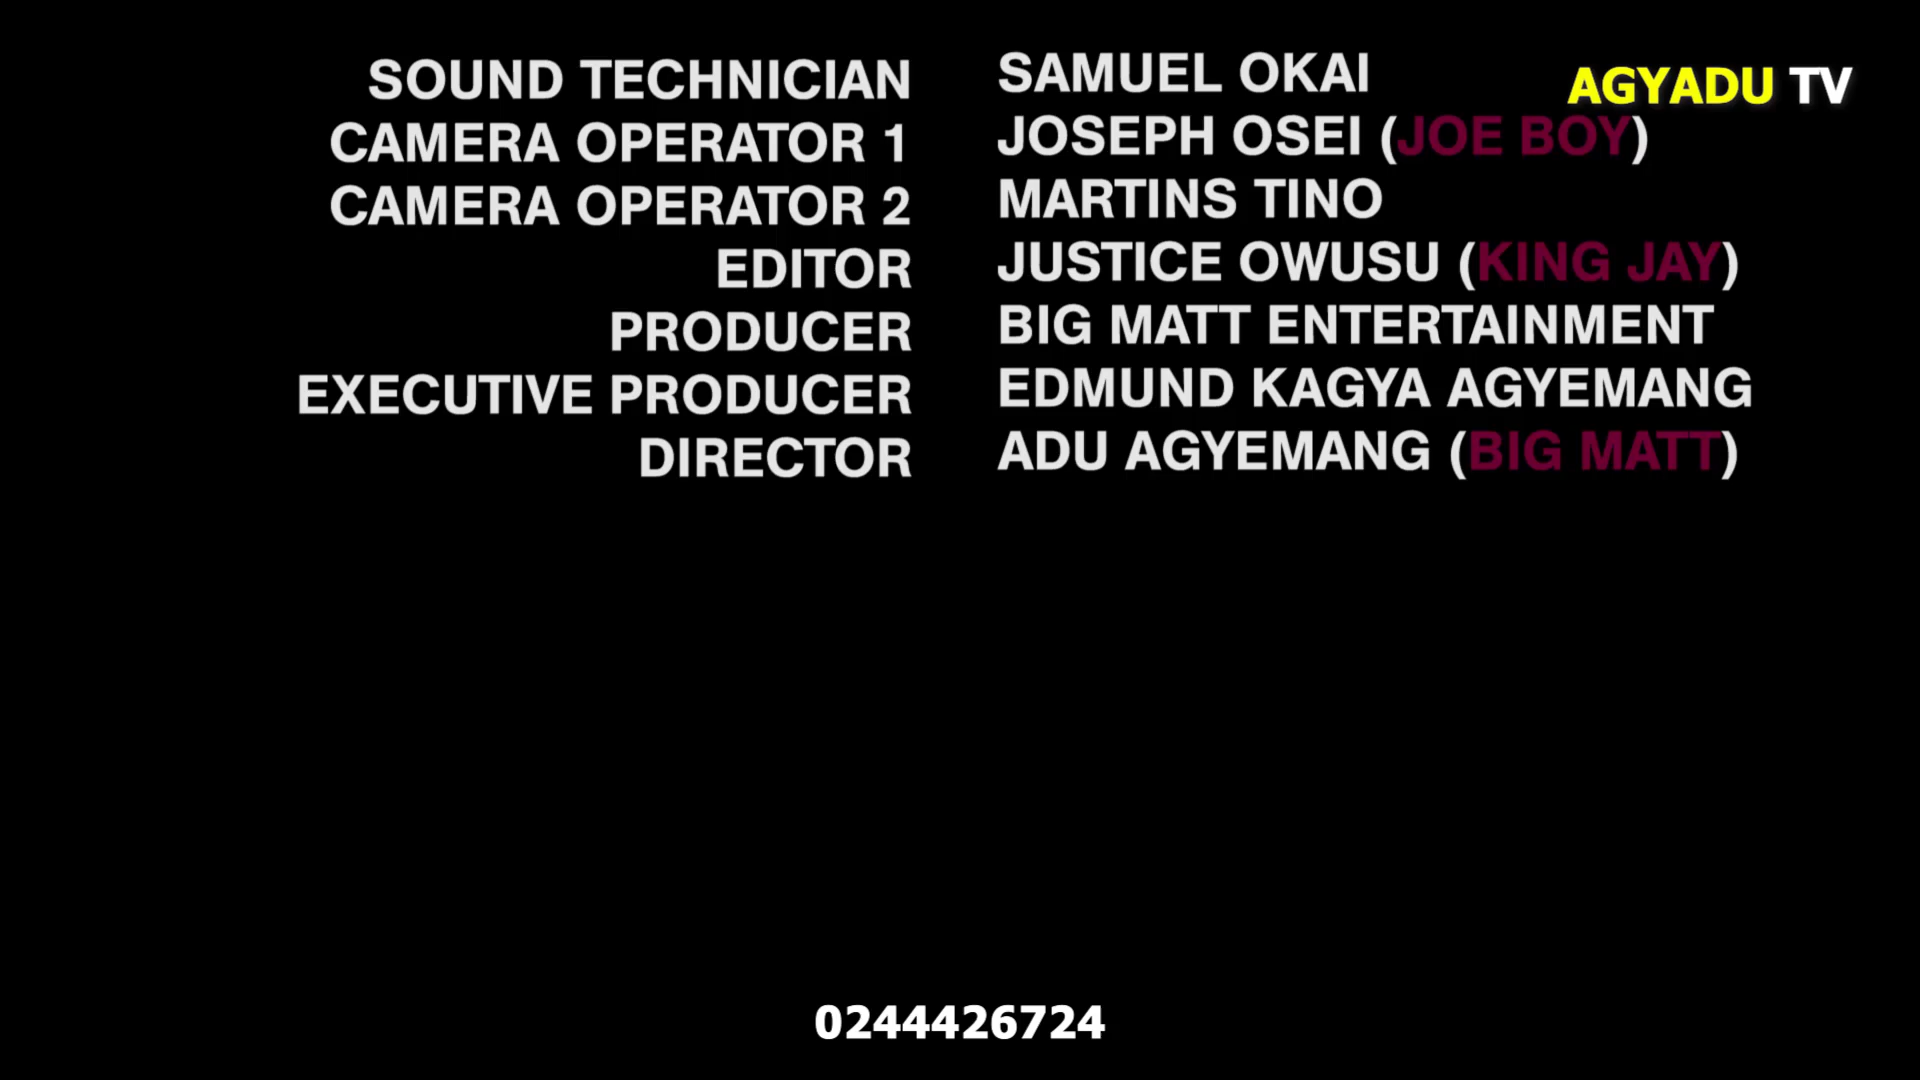 SOUND TECHNICIAN SAMUEL OKAI
AGYADU TV
CAMERA OPERATOR 1 JOSEPH OSEI (JOE BOY)
CAMERA OPERATOR 2 MARTINS TINO
EDITOR JUSTICE OWUSU (KING JAY)
PRODUCER BIG MATT ENTERTAINMENT
EXECUTIVE PRODUCER EDMUND KAGYA AGYEMANG
DIRECTOR ADU AGYEMANG (BIG MATT)
0244426724